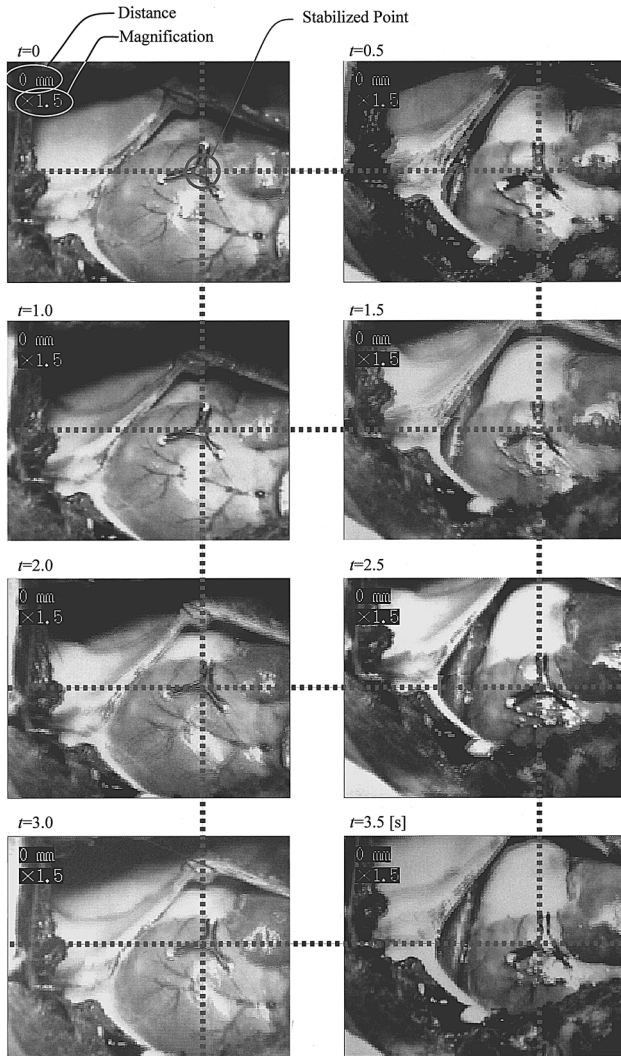 Distance
Magnification
Stabilized Point
t=0
t=0.5
0 mm
×1.5
0 mm
×1.5
t=1.0
t=1.5
0 mm
×1.5
0 mm
×1.5
t=2.0
t=2.5
0 mm
×1.5
0 mm
×1.5
t=3.0
t=3.5 [s]
0 mm
×1.5
0 mm
×1.5